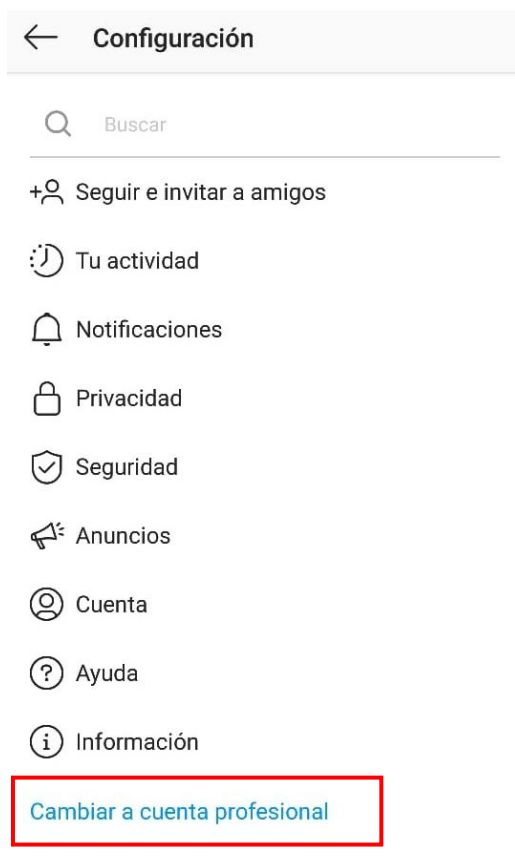 Configuración
Buscar
Seguir e invitar a amigos
Tu actividad
Notificaciones
Privacidad
Seguridad
Anuncios
Cuenta
Ayuda
Información
Cambiar a cuenta profesional